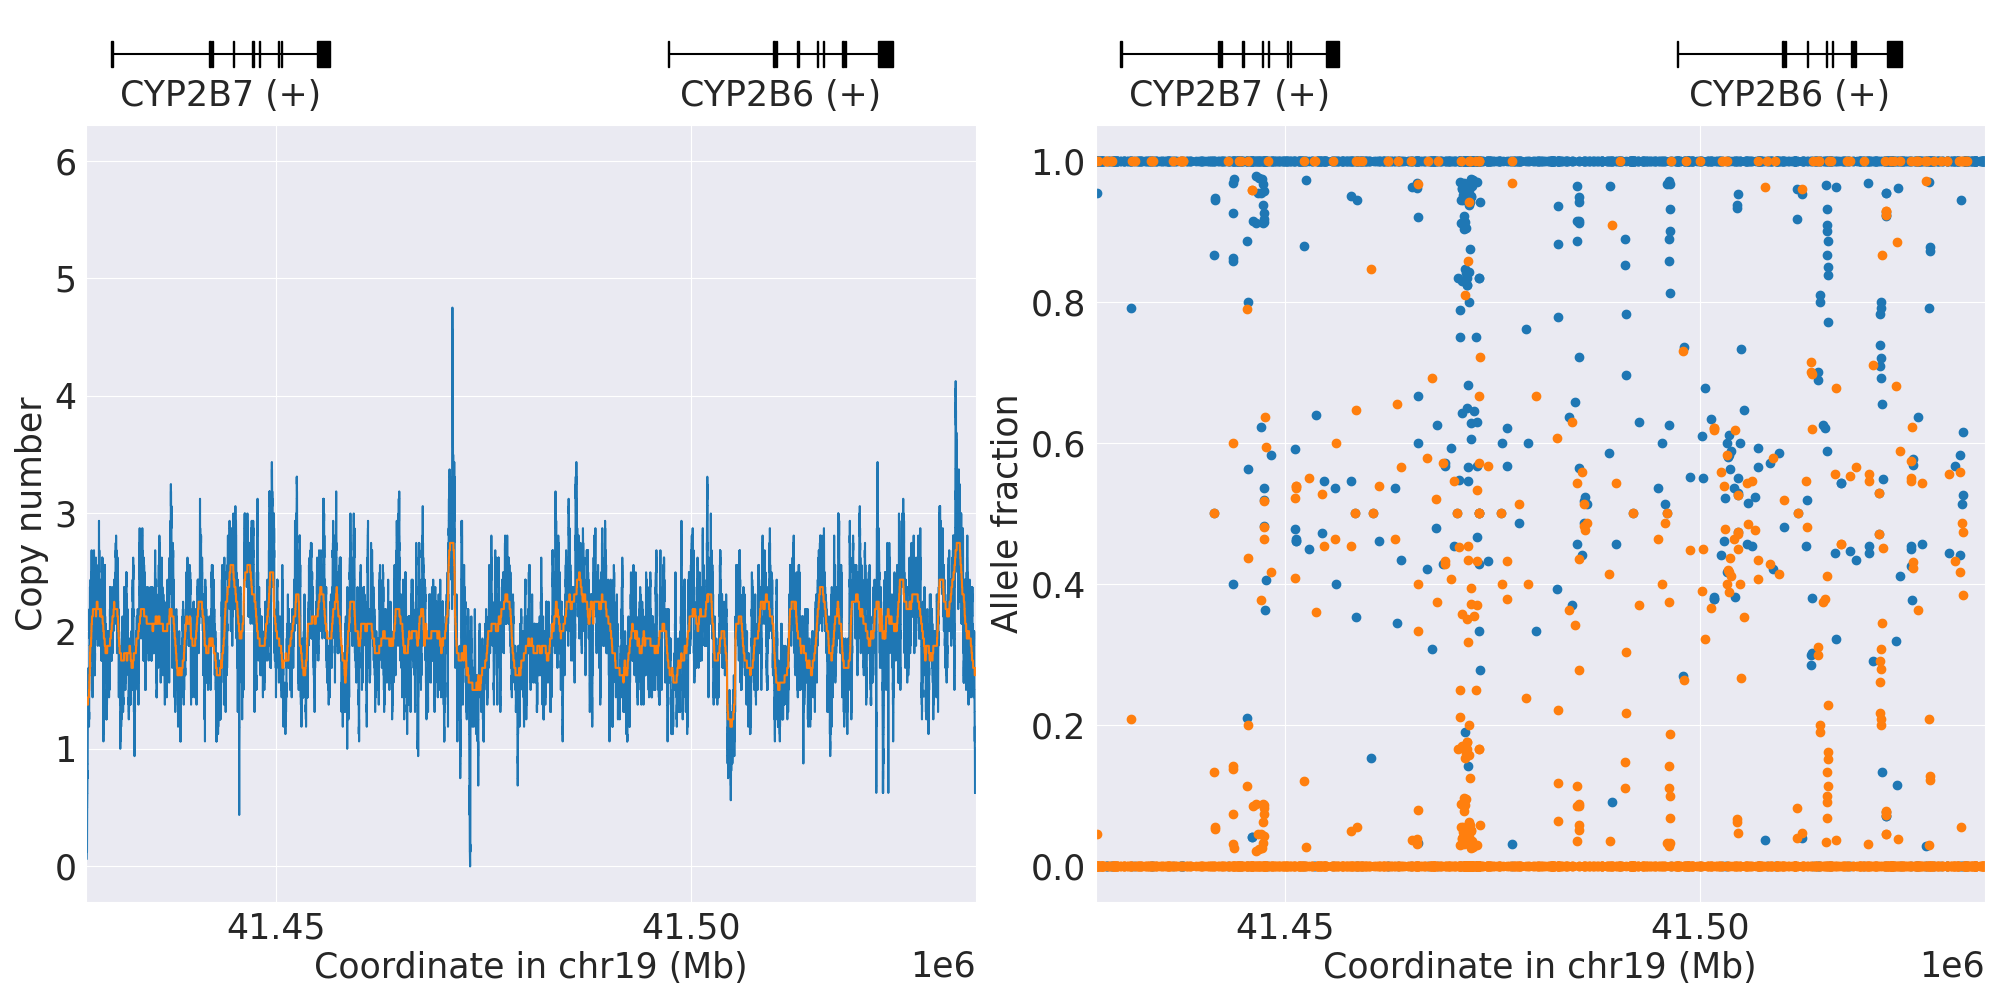 CYP2B7 (+) CYP2B6 (+)
6
5
4
3
2
1
0
Copy number
41.45 41.50
Coordinate in chr19 (Mb) 1e6
CYP2B7 (+) CYP2B6 (+)
1.0
0.8
0.6
0.4
0.2
0.0
Allele fraction
41.45 41.50
Coordinate in chr19 (Mb) 1e6